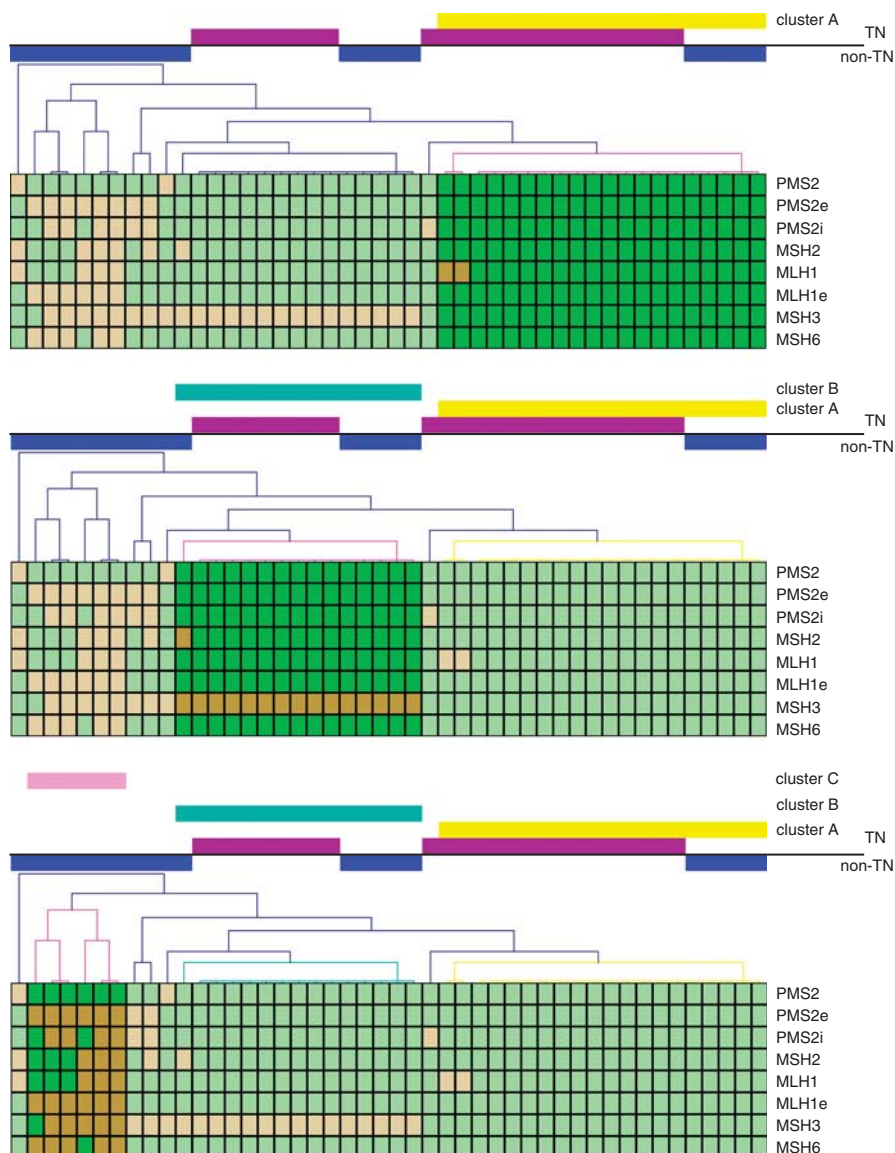 cluster A
TN
non-TN
PMS2
PMS2e
PMS2i
MSH2
MLH1
MLH1e
MSH3
MSH6
cluster B
cluster A
TN
non-TN
PMS2
PMS2e
PMS2i
MSH2
MLH1
MLH1e
MSH3
MSH6
cluster C
cluster B
cluster A
TN
non-TN
PMS2
PMS2e
PMS2i
MSH2
MLH1
MLH1e
MSH3
MSH6